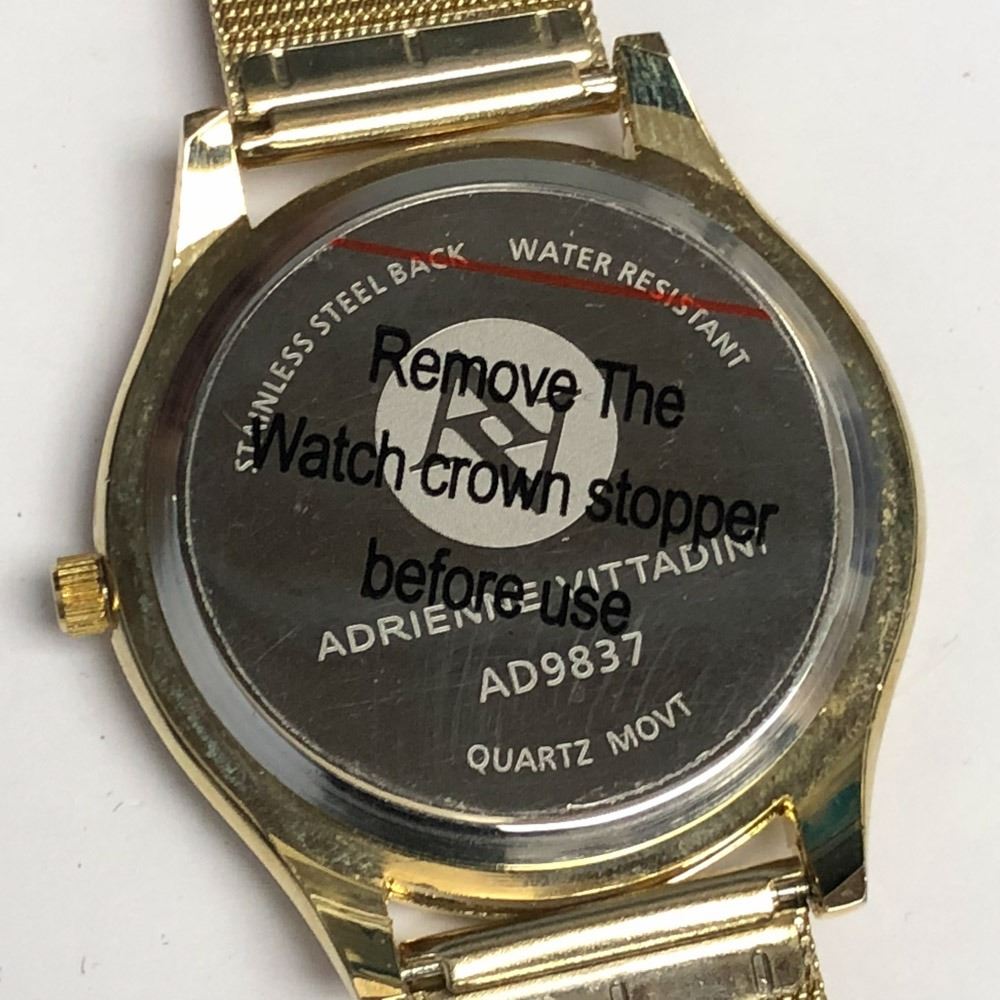 STAINLESS STEEL BACK WATER RESISTANT
Remove The
Watch crown stopper
before use
ADRIENNE VITTADINI
AD9837
QUARTZ MOVT